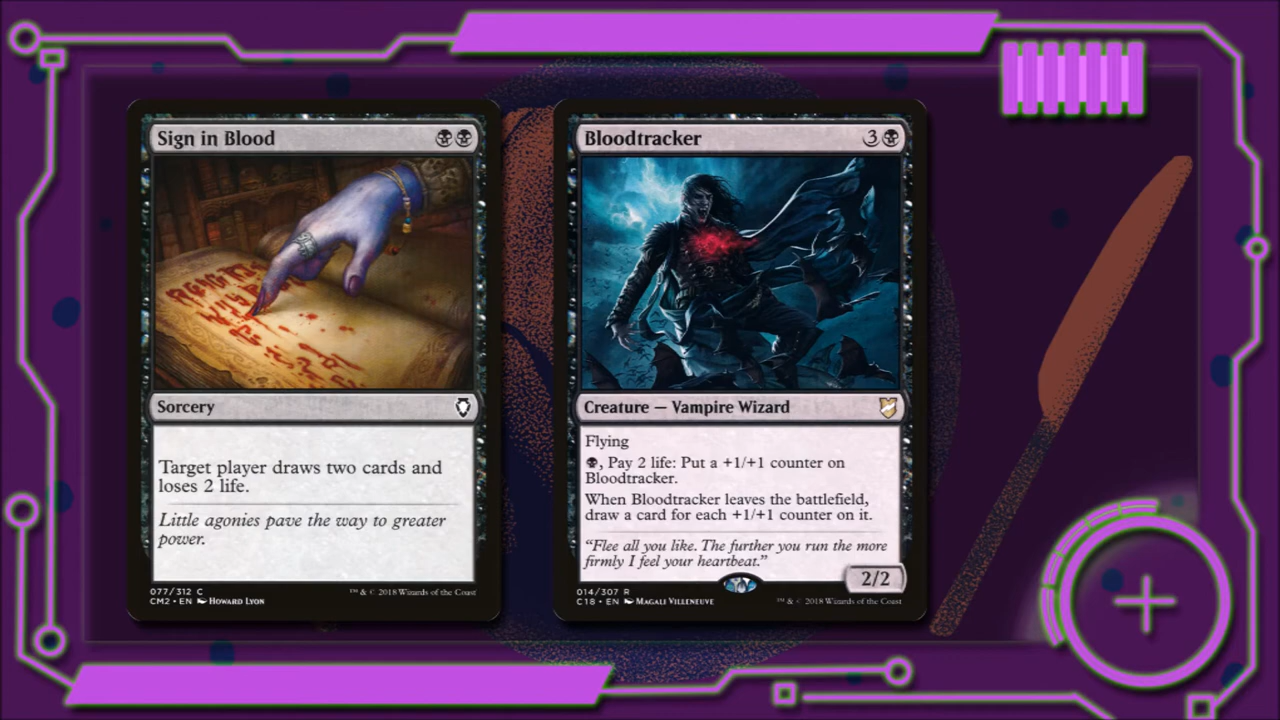 Sign in Blood
Sorcery
Target player draws two cards and
loses 2 life.
Little agonies pave the way to greater
power.
077/312 C
CM2 • EN Howard Lyon
™ & © 2018 Wizards of the Coast
Bloodtracker 3
Creature — Vampire Wizard
Flying
, Pay 2 life: Put a +1/+1 counter on
Bloodtracker.
When Bloodtracker leaves the battlefield,
draw a card for each +1/+1 counter on it.
“Flee all you like. The further you run the more
firmly I feel your heartbeat.”
2/2
014/307 R
C18 • EN Magali Villeneuve
™ & © 2018 Wizards of the Coast